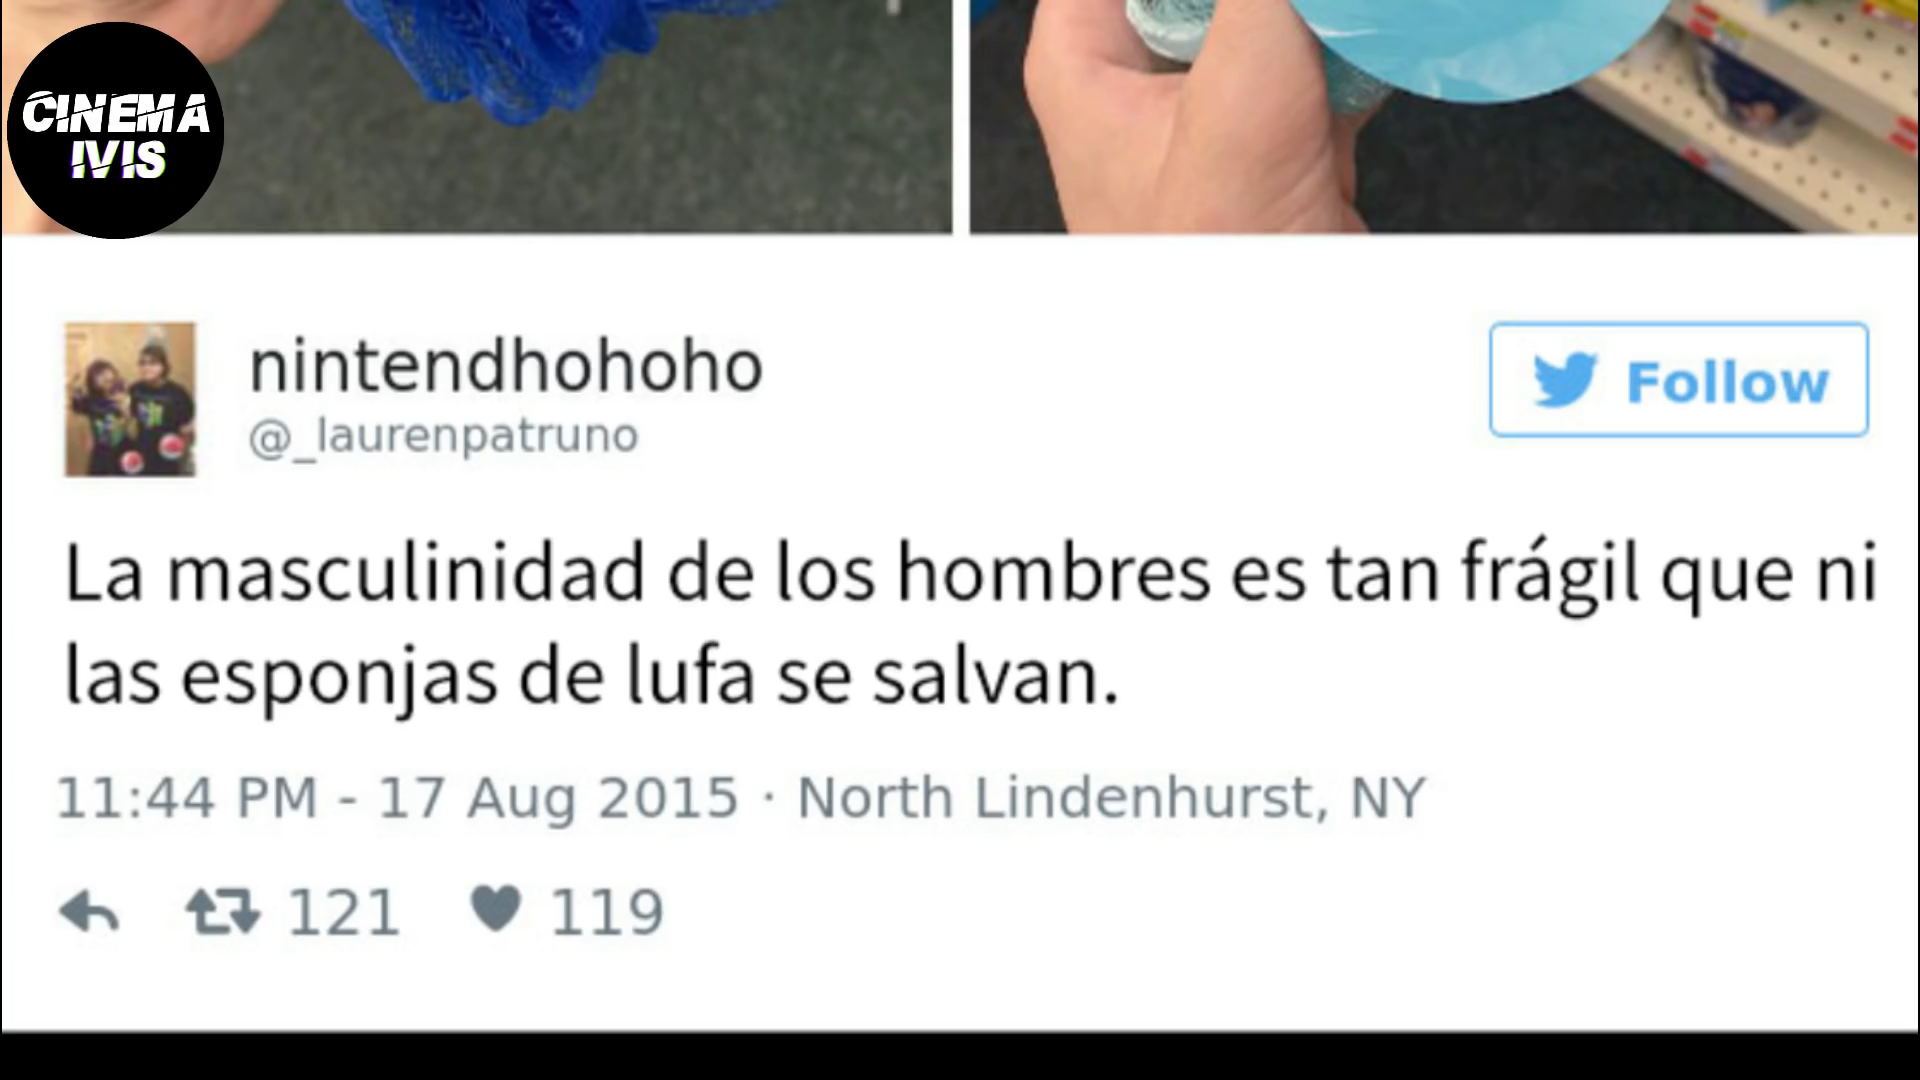 CINEMA
IVIS
nintendhohoho
@_laurenpatruno
Follow
La masculinidad de los hombres es tan frágil que ni
las esponjas de lufa se salvan.
11:44 PM - 17 Aug 2015 · North Lindenhurst, NY
121 119